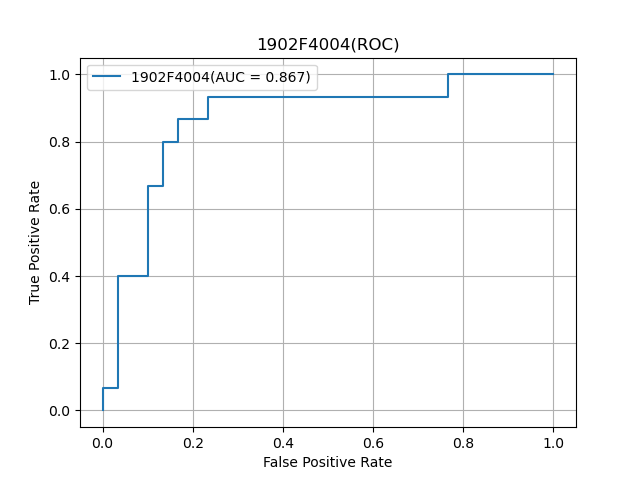 1902F4004(ROC)
1902F4004(AUC = 0.867)
True Positive Rate
1.0
0.8
0.6
0.4
0.2
0.0
0.0 0.2 0.4 0.6 0.8 1.0
False Positive Rate